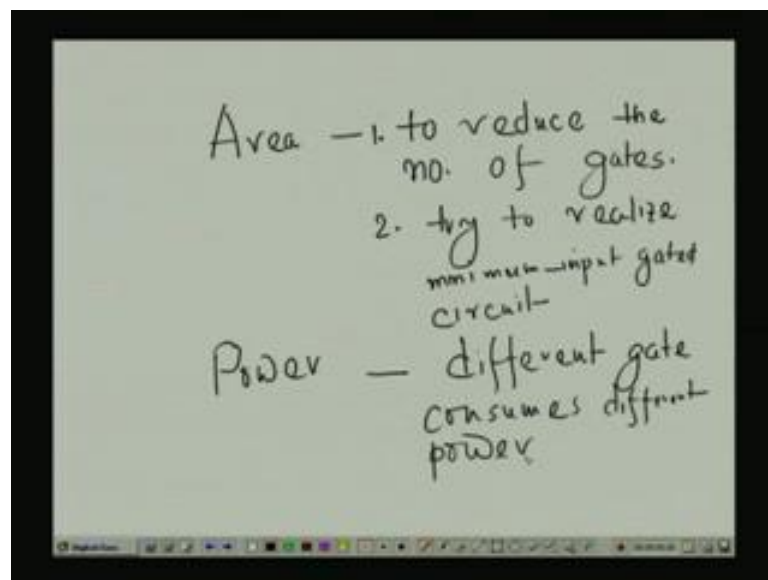 Area — 1. to reduce the
no. of gates.
2. try to realize
minimum-input gated
circuit
Power — different gate
consumes different
power.